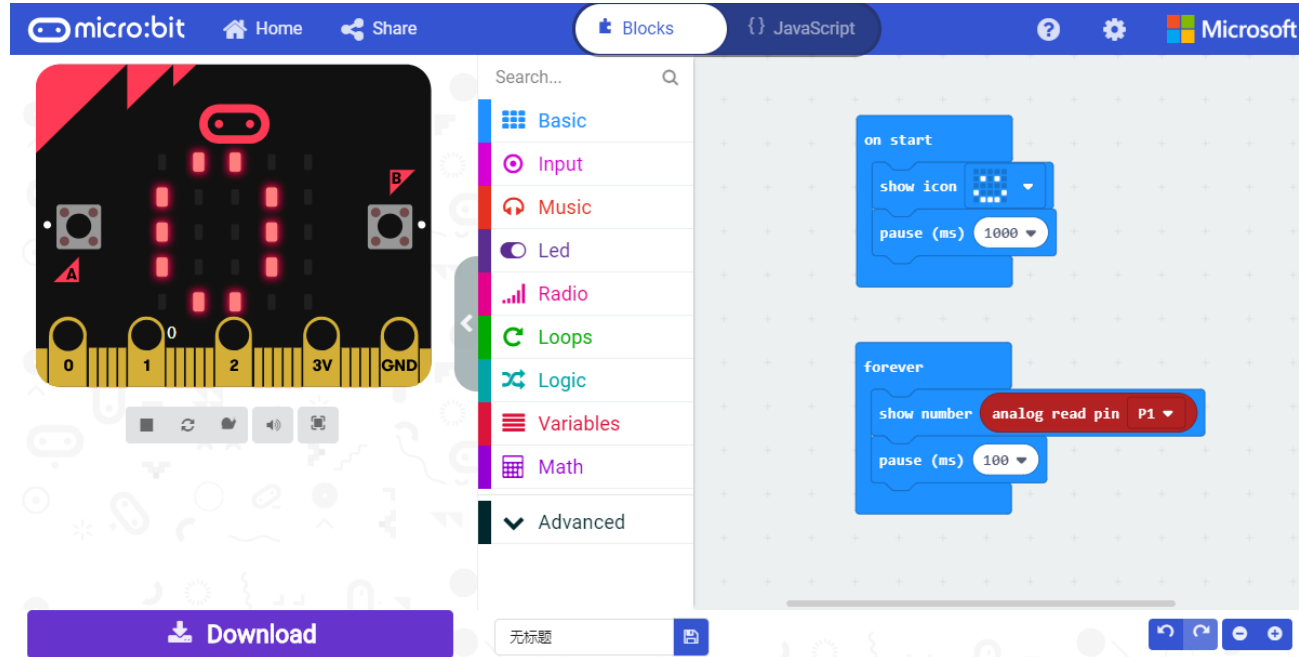 micro:bit Home Share Blocks {} JavaScript ? Microsoft
B
A
0
0 1 2 3V GND
Download
Search...
Basic
Input
Music
Led
Radio
Loops
Logic
Variables
Math
Advanced
无标题
on start
show icon
pause (ms) 1000
forever
show number analog read pin P1
pause (ms) 100